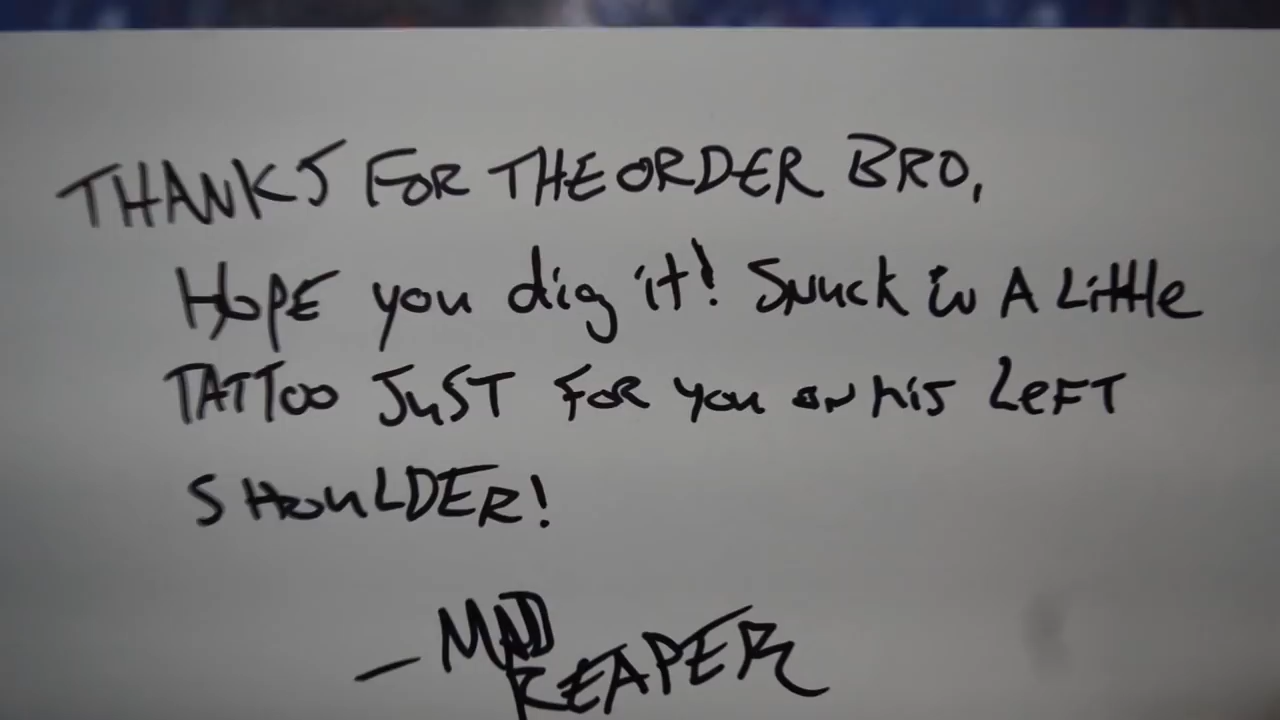 THANKS FOR THE ORDER BRO,
HOPE you dig it! SNUCK iN A Little
TATTOO JUST FOR you ON his LEFT
SHOULDER!
– MAD
REAPER